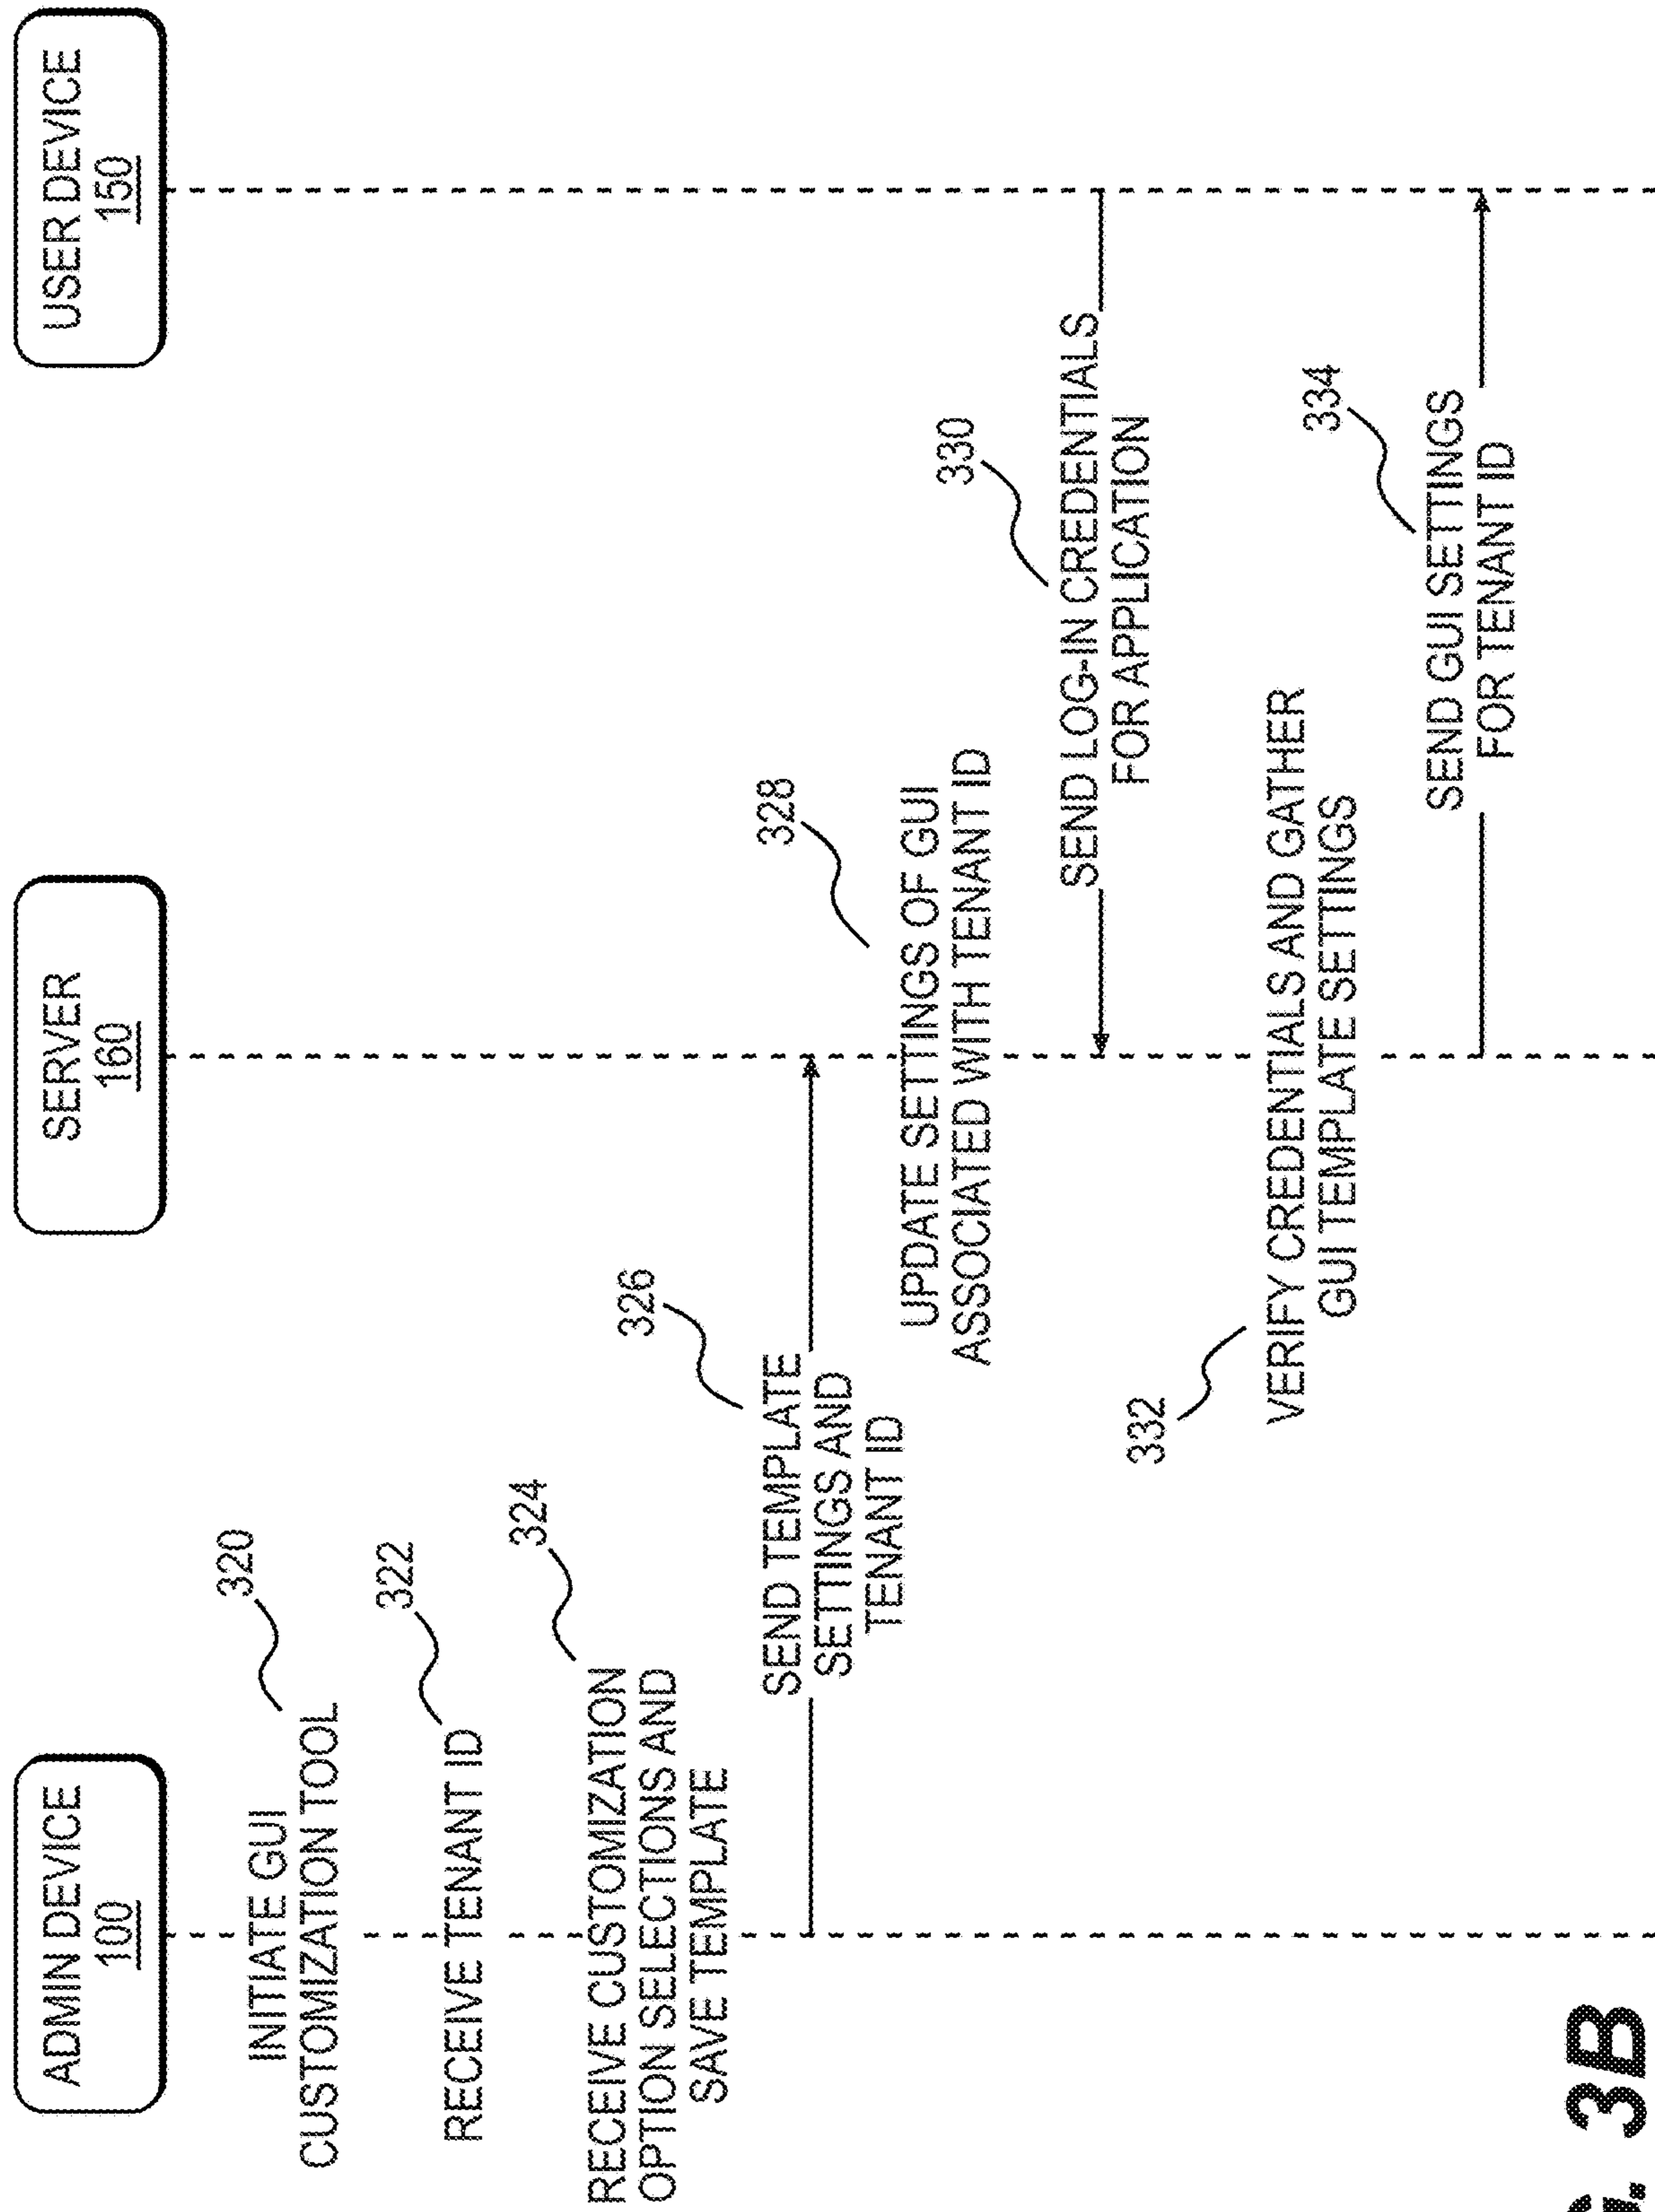 ADMIN DEVICE
100
SERVER
160
USER DEVICE
150
320
INITIATE GUI
CUSTOMIZATION TOOL
322
RECEIVE TENANT ID
324
RECEIVE CUSTOMIZATION
OPTION SELECTIONS AND
SAVE TEMPLATE
326
SEND TEMPLATE
SETTINGS AND
TENANT ID
328
UPDATE SETTINGS OF GUI
ASSOCIATED WITH TENANT ID
330
SEND LOG-IN CREDENTIALS
FOR APPLICATION
332
VERIFY CREDENTIALS AND GATHER
GUI TEMPLATE SETTINGS
334
SEND GUI SETTINGS
FOR TENANT ID
3B